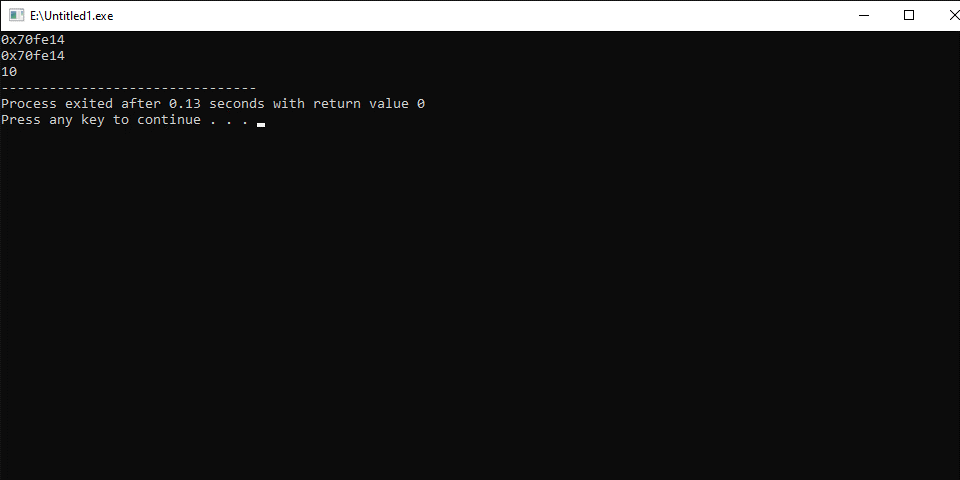 E:\Untitled1.exe
0x70fe14
0x70fe14
10
--------------------------------
Process exited after 0.13 seconds with return value 0
Press any key to continue . . .